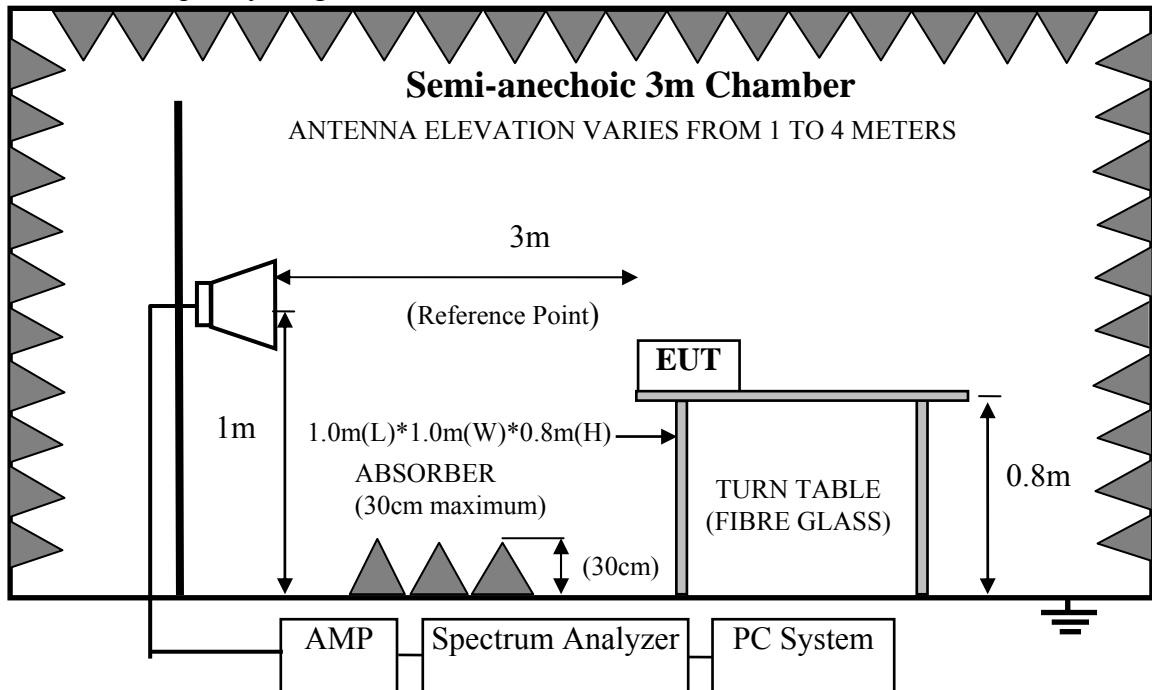 Semi-anechoic 3m Chamber
ANTENNA ELEVATION VARIES FROM 1 TO 4 METERS
3m
(Reference Point)
EUT
1m
1.0m(L)*1.0m(W)*0.8m(H)
ABSORBER
(30cm maximum)
TURN TABLE
(FIBRE GLASS)
0.8m
(30cm)
AMP
Spectrum Analyzer
PC System